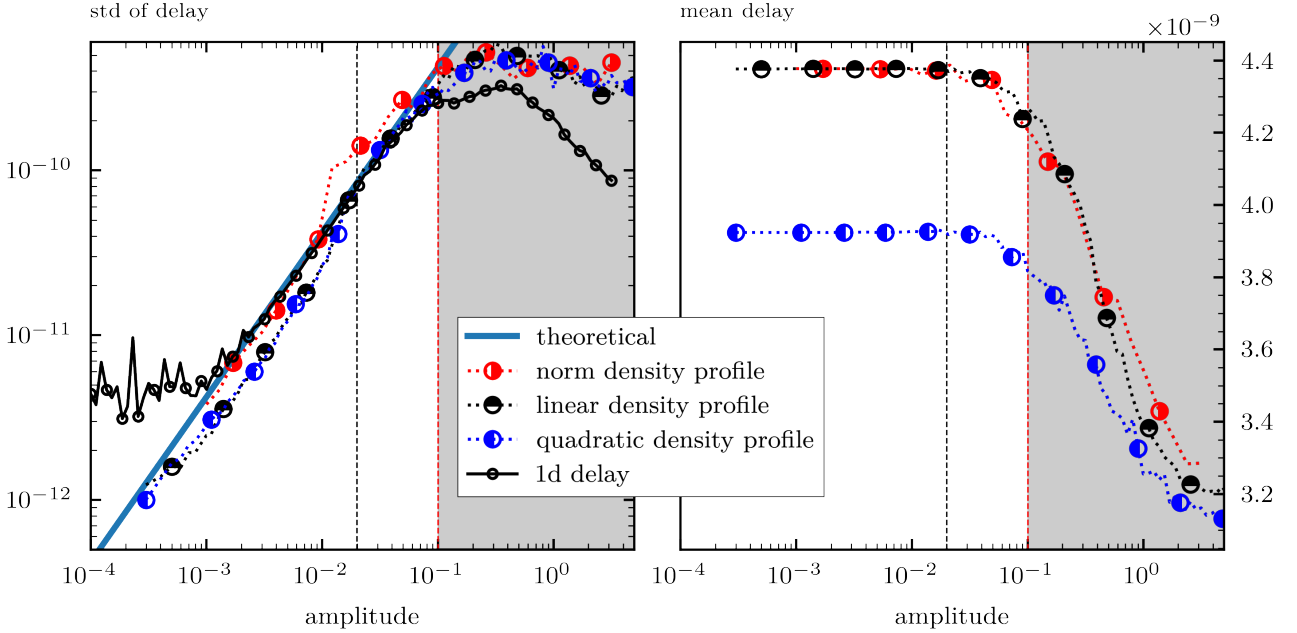 std of delay
mean delay
×10⁻⁹
10⁻¹⁰
10⁻¹¹
10⁻¹²
4.4
4.2
4.0
3.8
3.6
3.4
3.2
theoretical
norm density profile
linear density profile
quadratic density profile
1d delay
10⁻⁴ 10⁻³ 10⁻² 10⁻¹ 10⁰
10⁻⁴ 10⁻³ 10⁻² 10⁻¹ 10⁰
amplitude
amplitude